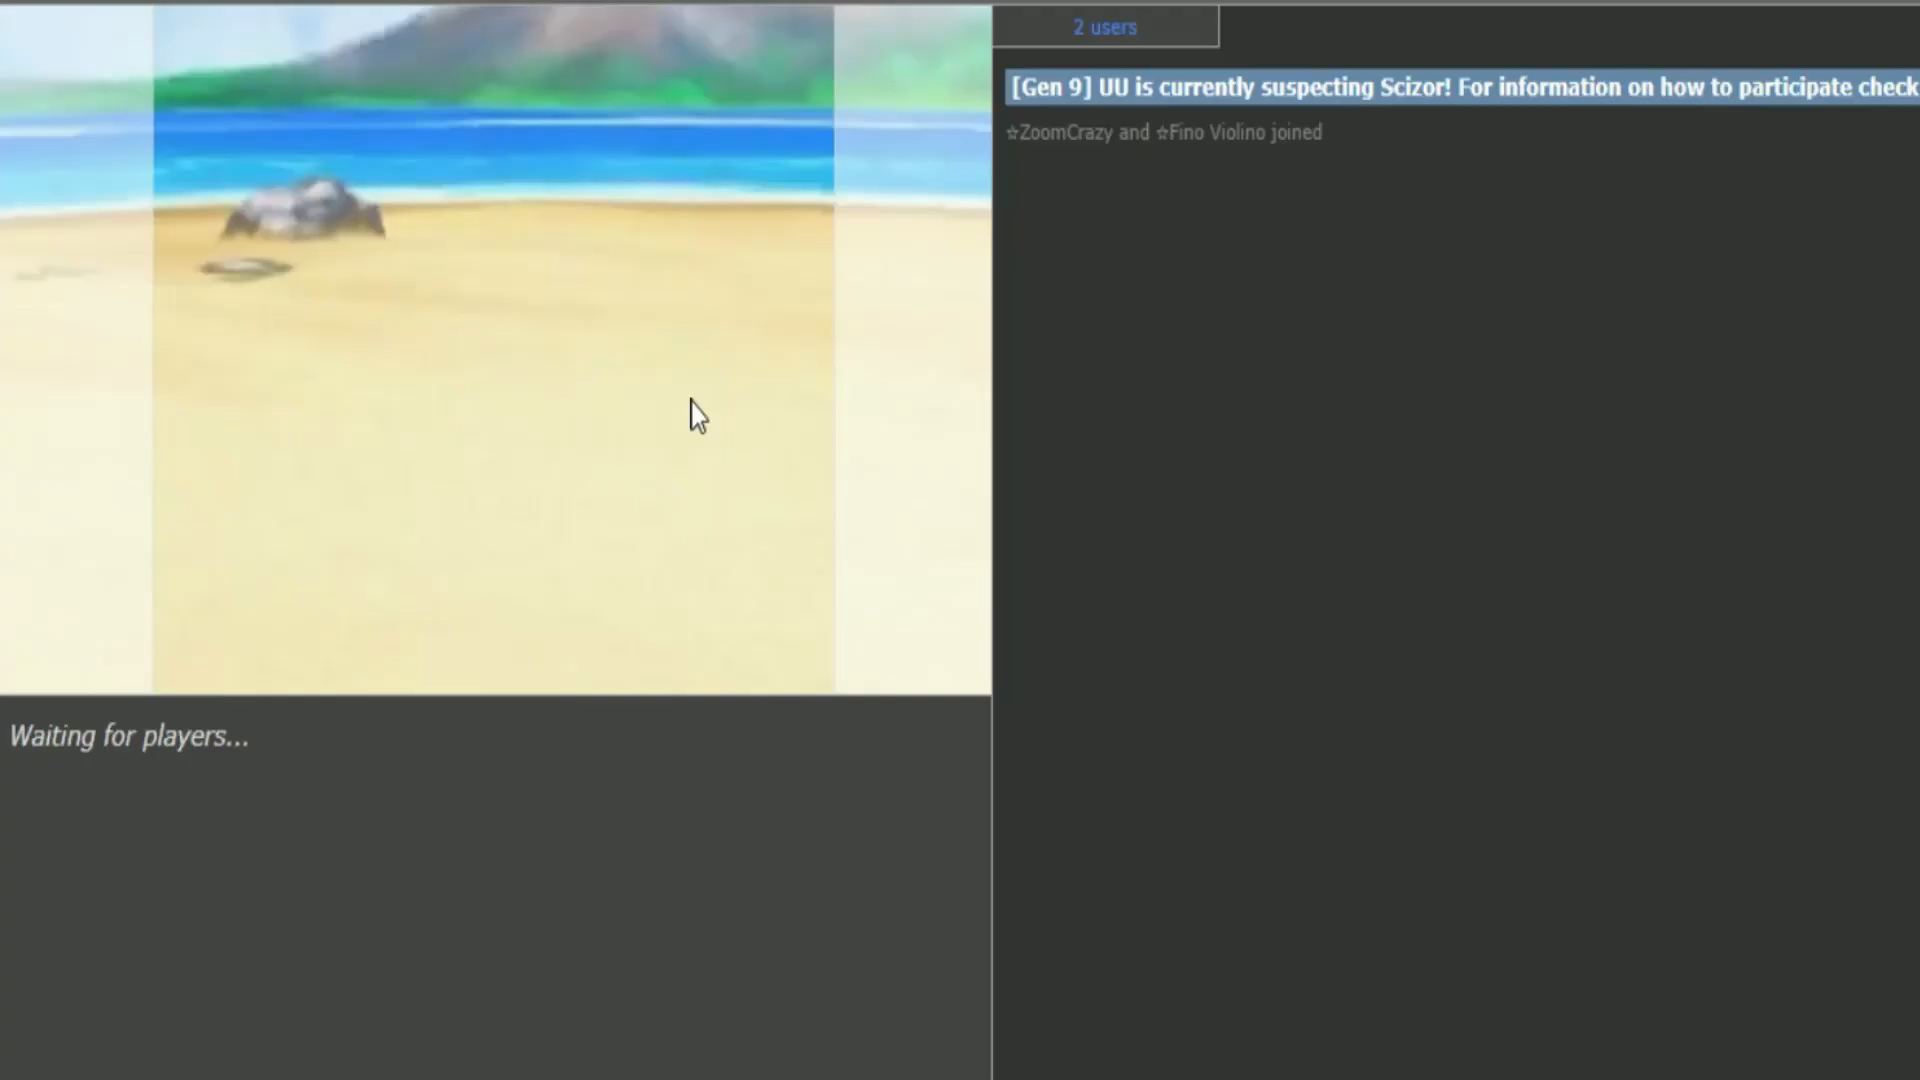 2 users
[Gen 9] UU is currently suspecting Scizor! For information on how to participate check
☆ZoomCrazy and ☆Fino Violino joined
Waiting for players...